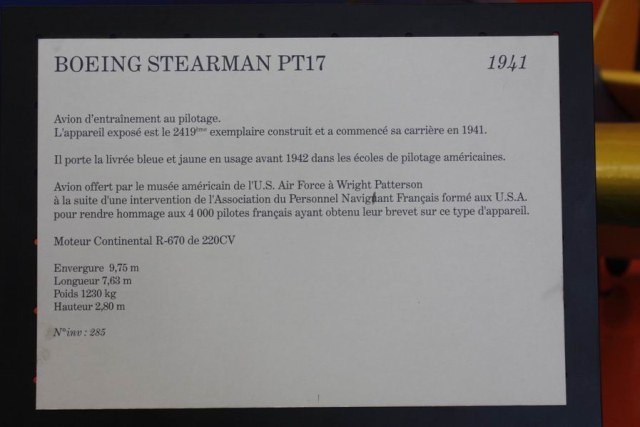 BOEING STEARMAN PT17 1941
Avion d'entraînement au pilotage.
L'appareil exposé est le 2419ème exemplaire construit et a commencé sa carrière en 1941.
Il porte la livrée bleue et jaune en usage avant 1942 dans les écoles de pilotage américaines.
Avion offert par le musée américain de l'U.S. Air Force à Wright Patterson
à la suite d'une intervention de l'Association du Personnel Navigant Français formé aux U.S.A.
pour rendre hommage aux 4 000 pilotes français ayant obtenu leur brevet sur ce type d'appareil.
Moteur Continental R-670 de 220CV
Envergure 9,75 m
Longueur 7,63 m
Poids 1230 kg
Hauteur 2,80 m
N°inv : 285